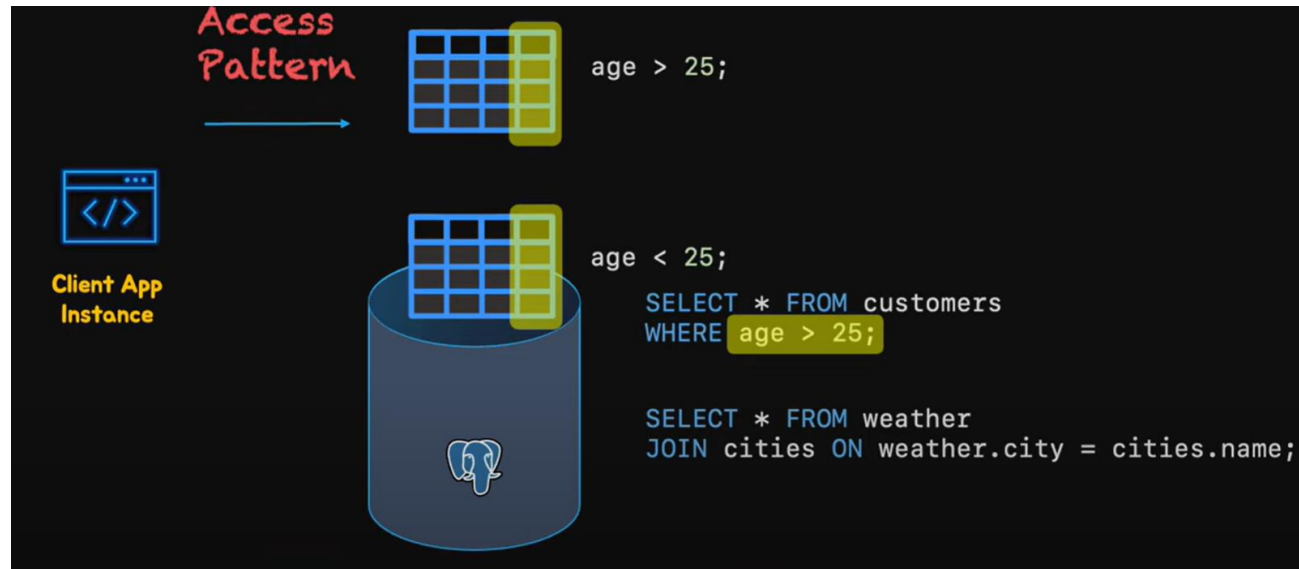 Access
Pattern
age > 25;
</>
Client App
Instance
age < 25;
SELECT * FROM customers
WHERE age > 25;
SELECT * FROM weather
JOIN cities ON weather.city = cities.name;